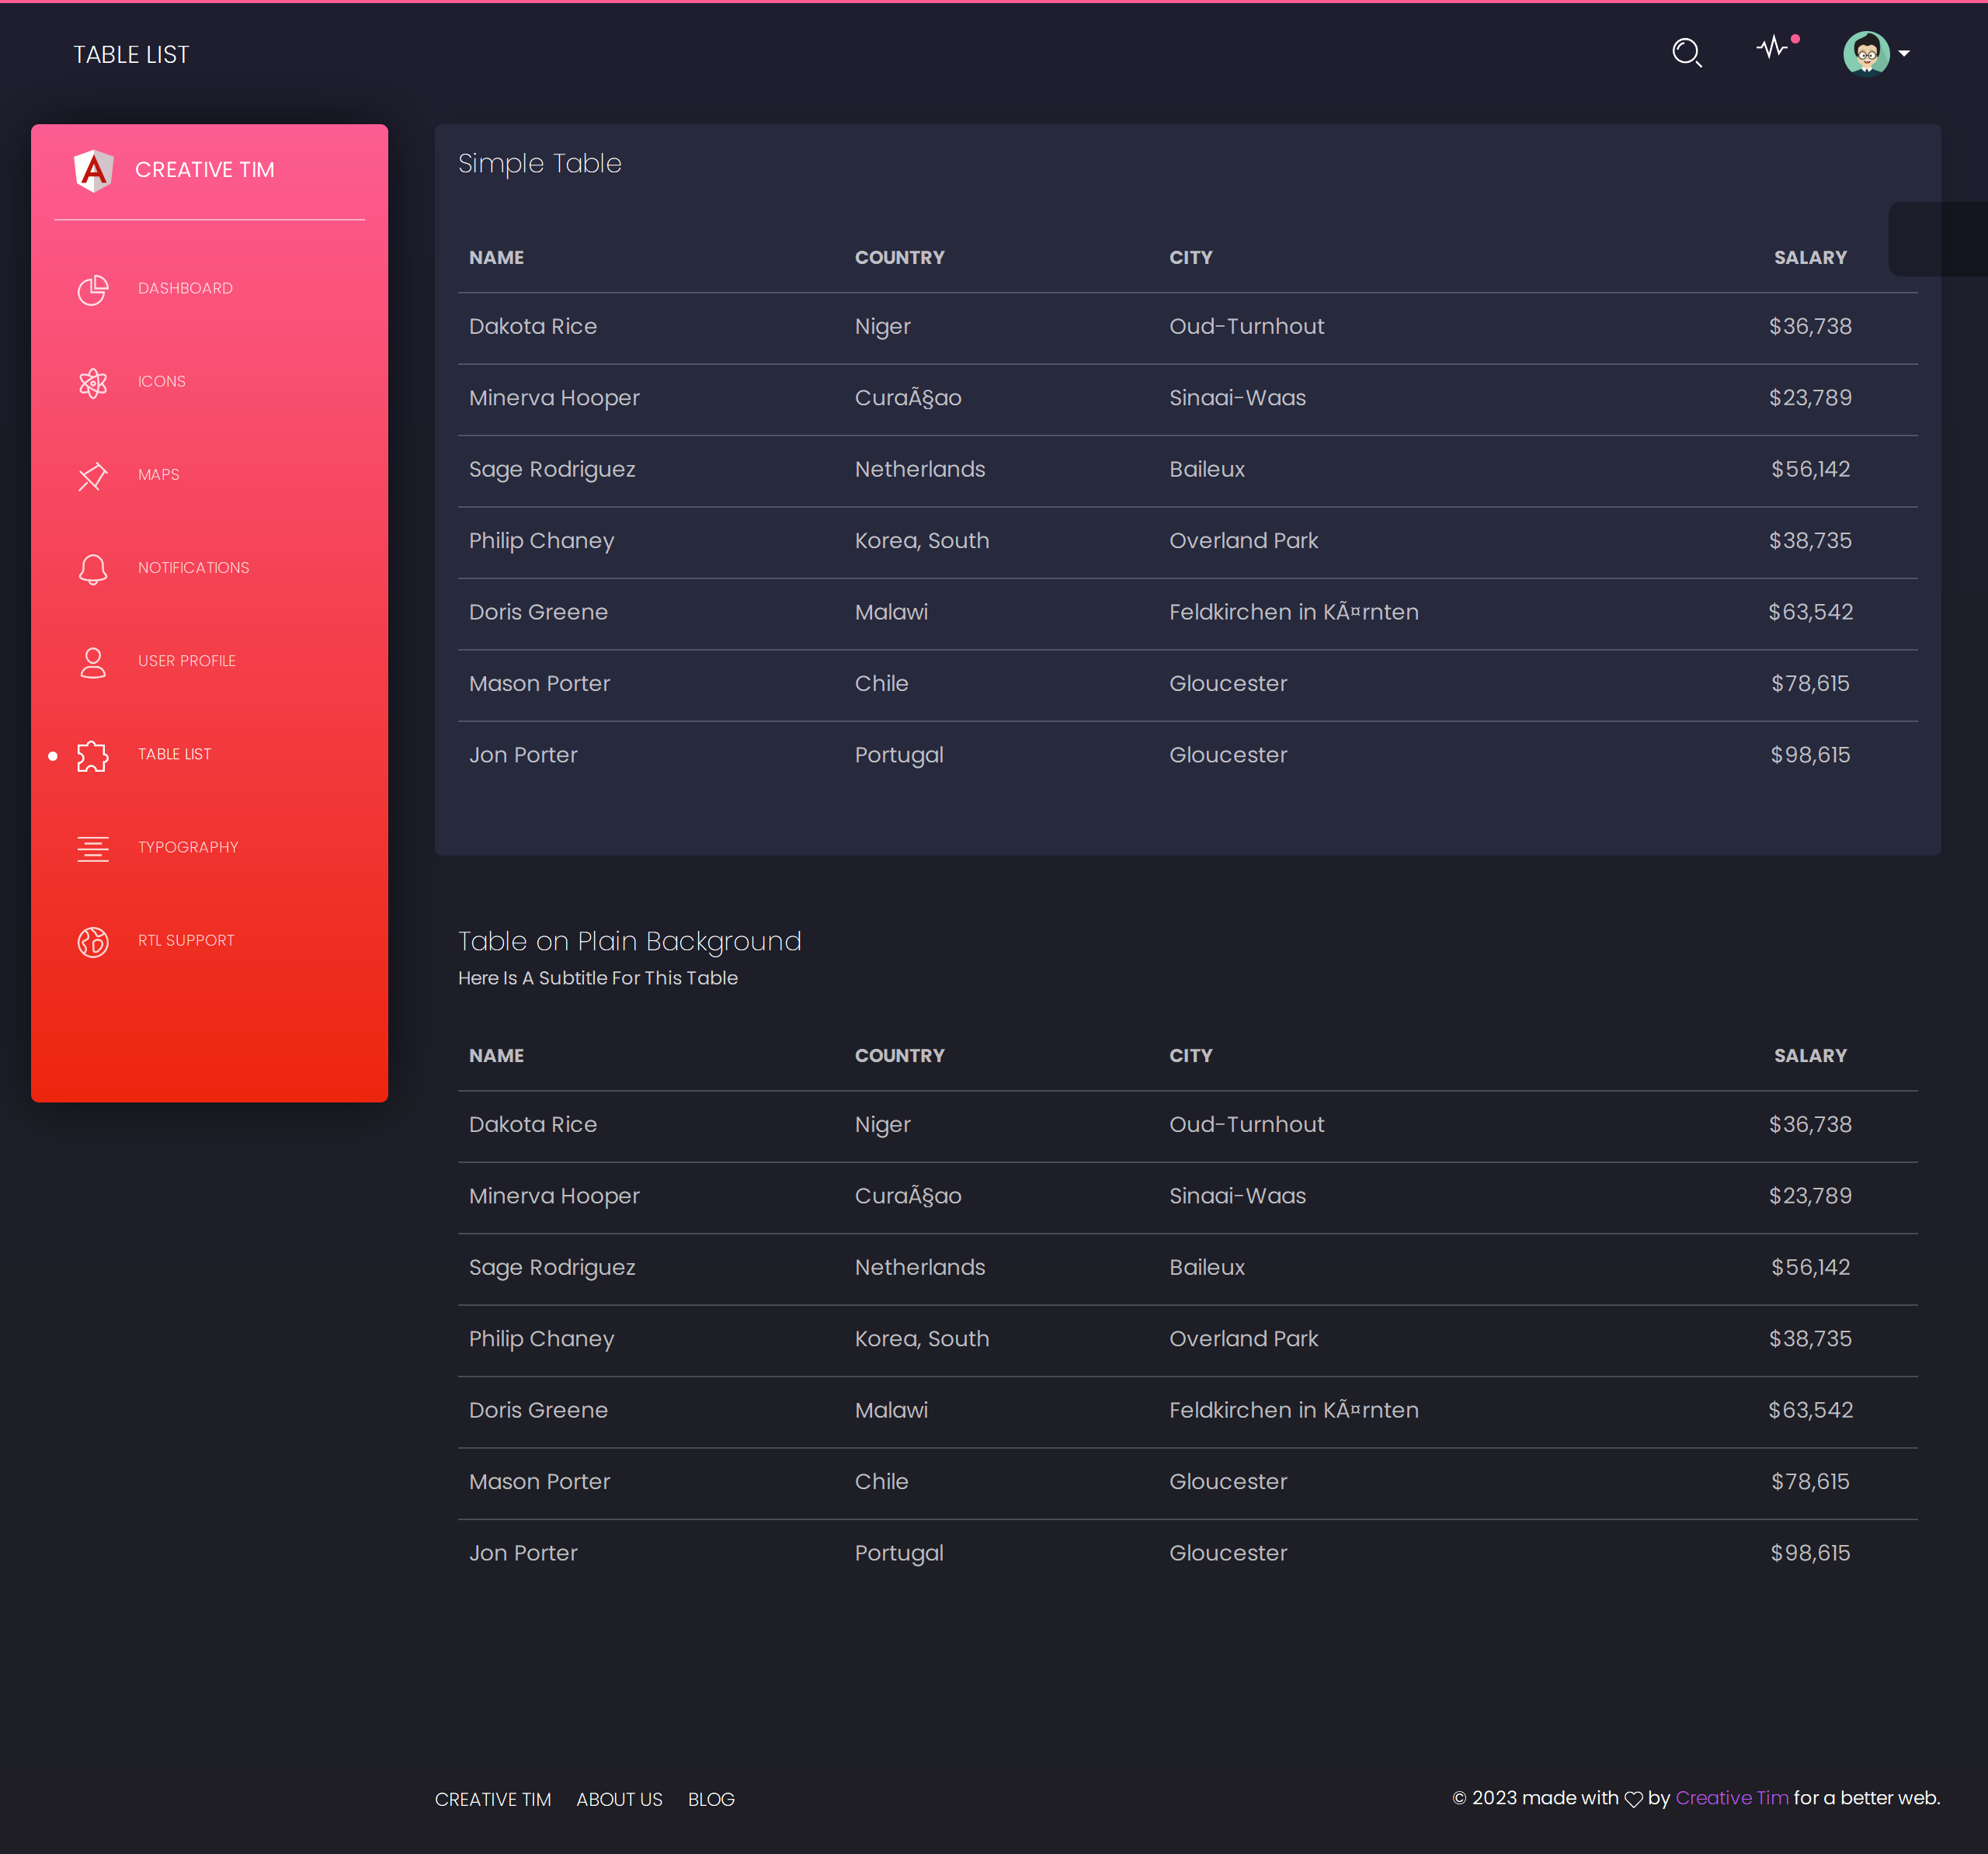 TABLE LIST
CREATIVE TIM
DASHBOARD
ICONS
MAPS
NOTIFICATIONS
USER PROFILE
TABLE LIST
TYPOGRAPHY
RTL SUPPORT
Simple Table
NAME COUNTRY CITY SALARY
Dakota Rice Niger Oud-Turnhout $36,738
Minerva Hooper CuraÃ§ao Sinaai-Waas $23,789
Sage Rodriguez Netherlands Baileux $56,142
Philip Chaney Korea, South Overland Park $38,735
Doris Greene Malawi Feldkirchen in KÃ¤rnten $63,542
Mason Porter Chile Gloucester $78,615
Jon Porter Portugal Gloucester $98,615
Table on Plain Background
Here Is A Subtitle For This Table
NAME COUNTRY CITY SALARY
Dakota Rice Niger Oud-Turnhout $36,738
Minerva Hooper CuraÃ§ao Sinaai-Waas $23,789
Sage Rodriguez Netherlands Baileux $56,142
Philip Chaney Korea, South Overland Park $38,735
Doris Greene Malawi Feldkirchen in KÃ¤rnten $63,542
Mason Porter Chile Gloucester $78,615
Jon Porter Portugal Gloucester $98,615
CREATIVE TIM ABOUT US BLOG
© 2023 made with ♡ by Creative Tim for a better web.